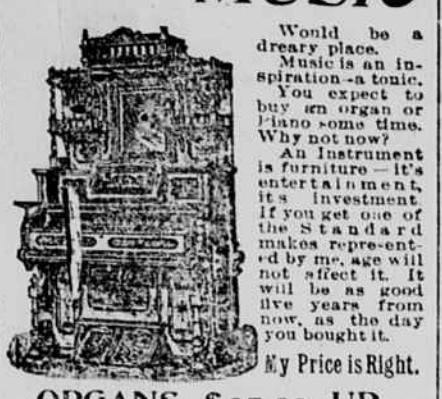 MUSIC
Would be a
dreary place.
Music is an in-
spiration—a tonic.
You expect to
buy an organ or
Piano some time.
Why not now?
An Instrument
is furniture — it's
entertainment,
its investment.
If you get one of
the Standard
makes represent-
ed by me, age will
not affect it. It
will be as good
five years from
now, as the day
you bought it.
My Price is Right.
ORGANS UP